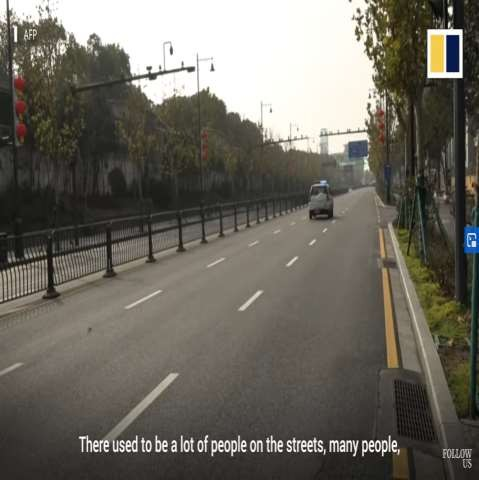 AFP
There used to be a lot of people on the streets, many people,
FOLLOW
US